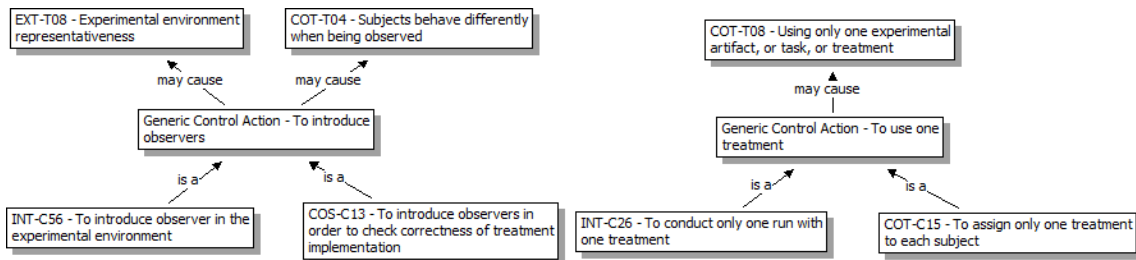 EXT-T08 - Experimental environment
representativeness
COT-T04 - Subjects behave differently
when being observed
may cause
may cause
Generic Control Action - To introduce
observers
is a
is a
INT-C56 - To introduce observer in the
experimental environment
COS-C13 - To introduce observers in
order to check correctness of treatment
implementation
COT-T08 - Using only one experimental
artifact, or task, or treatment
may cause
Generic Control Action - To use one
treatment
is a
is a
INT-C26 - To conduct only one run with
one treatment
COT-C15 - To assign only one treatment
to each subject